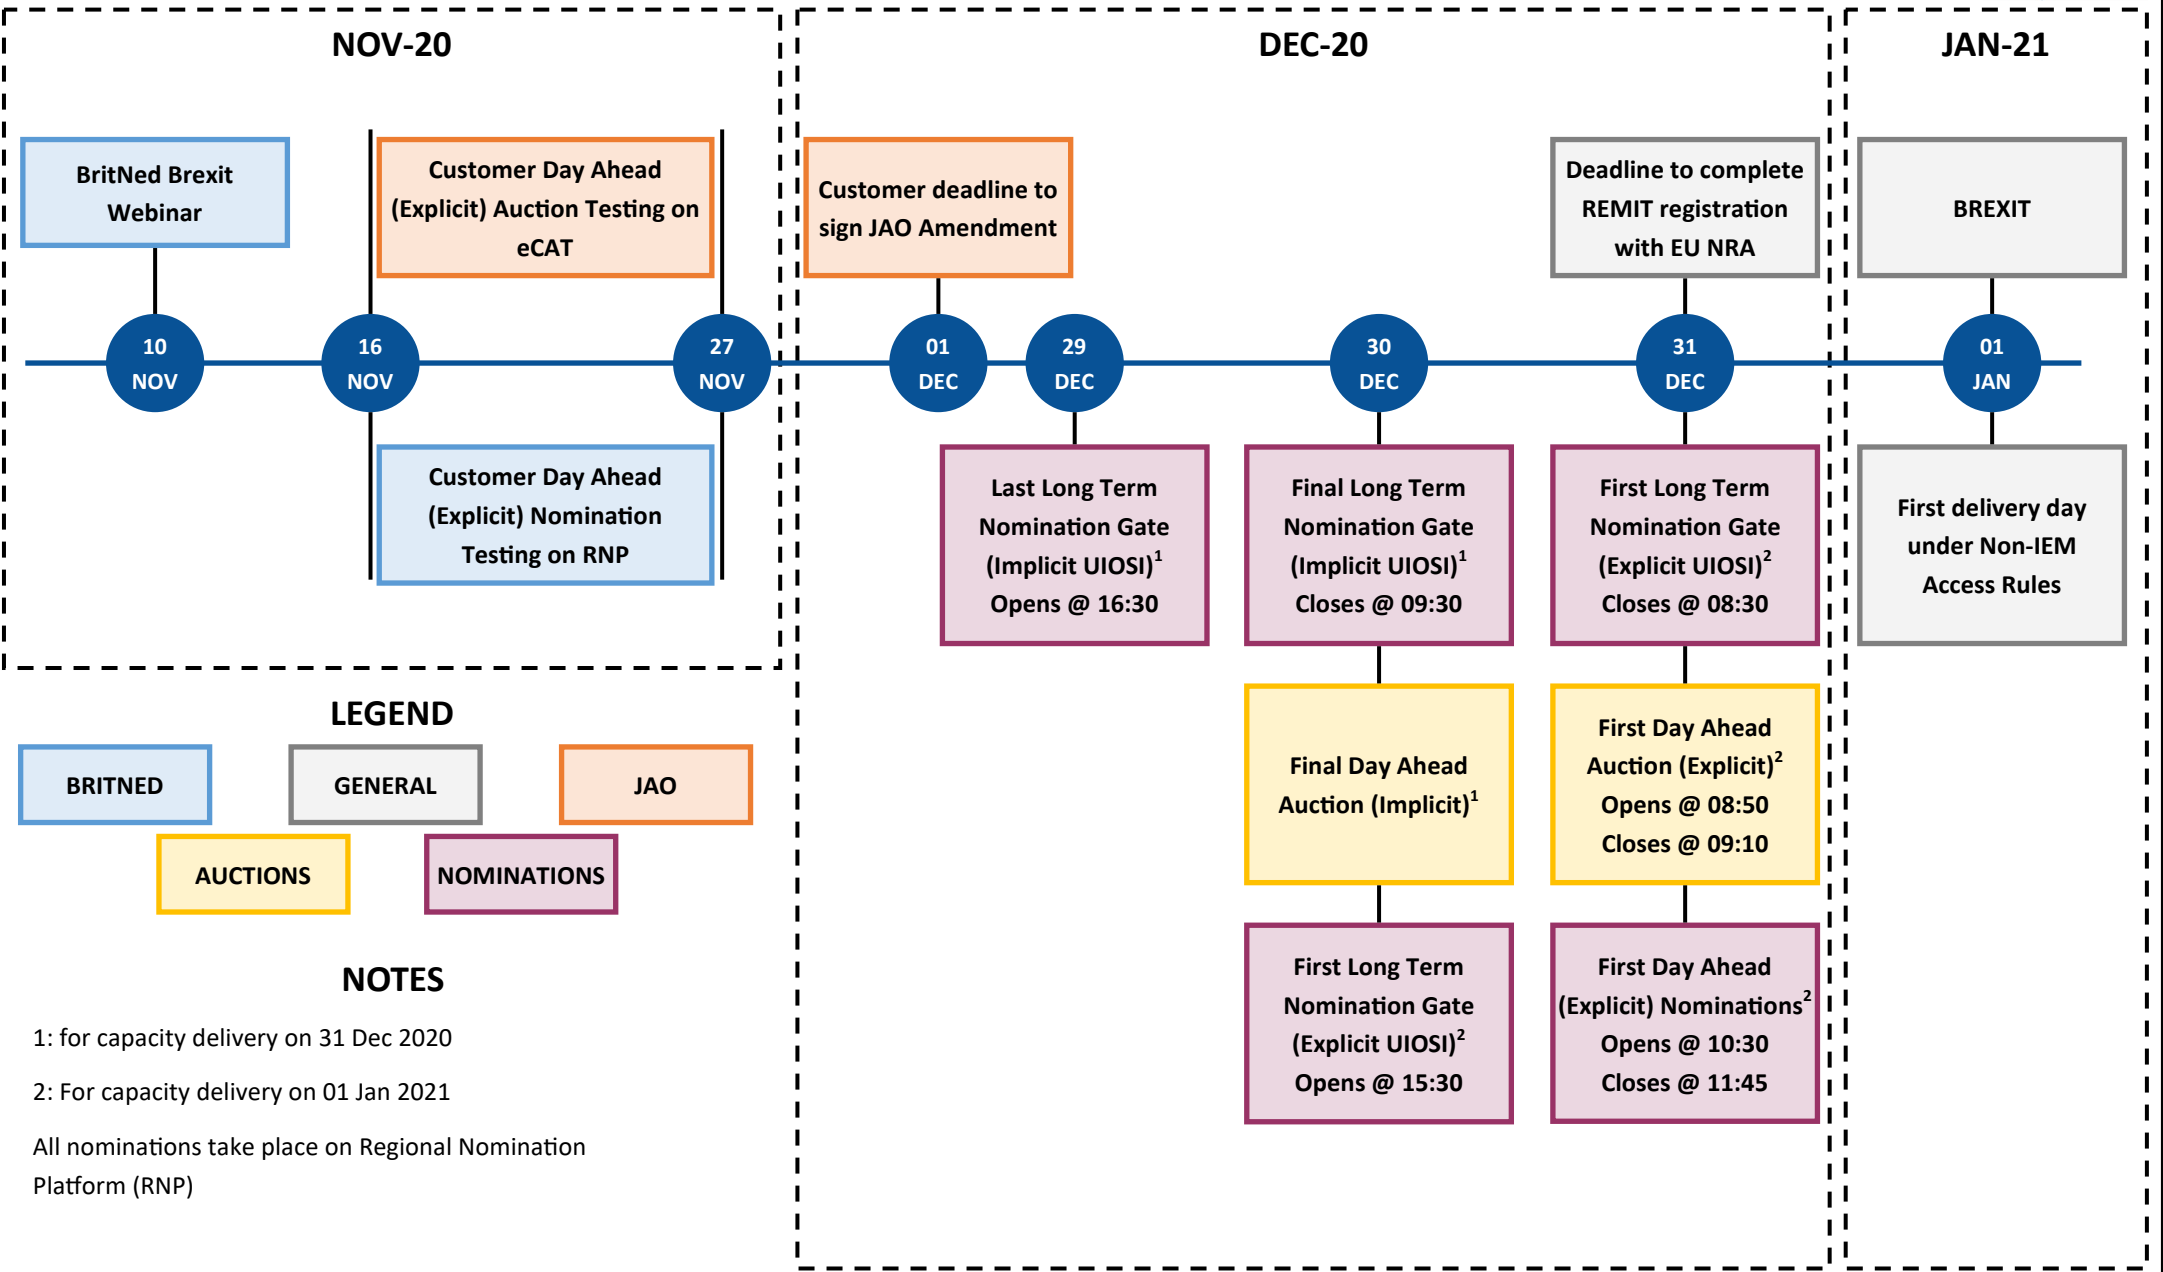 NOV-20
DEC-20
JAN-21
BritNed Brexit
Webinar
Customer Day Ahead
(Explicit) Auction Testing on
eCAT
Customer deadline to
sign JAO Amendment
Deadline to complete
REMIT registration
with EU NRA
BREXIT
10
NOV
16
NOV
27
NOV
01
DEC
29
DEC
30
DEC
31
DEC
01
JAN
Customer Day Ahead
(Explicit) Nomination
Testing on RNP
Last Long Term
Nomination Gate
(Implicit UIOSI)¹
Opens @ 16:30
Final Long Term
Nomination Gate
(Implicit UIOSI)¹
Closes @ 09:30
First Long Term
Nomination Gate
(Explicit UIOSI)²
Closes @ 08:30
First delivery day
under Non-IEM
Access Rules
Final Day Ahead
Auction (Implicit)¹
First Day Ahead
Auction (Explicit)²
Opens @ 08:50
Closes @ 09:10
First Long Term
Nomination Gate
(Explicit UIOSI)²
Opens @ 15:30
First Day Ahead
(Explicit) Nominations²
Opens @ 10:30
Closes @ 11:45
LEGEND
BRITNED
GENERAL
JAO
AUCTIONS
NOMINATIONS
NOTES
1: for capacity delivery on 31 Dec 2020
2: For capacity delivery on 01 Jan 2021
All nominations take place on Regional Nomination
Platform (RNP)